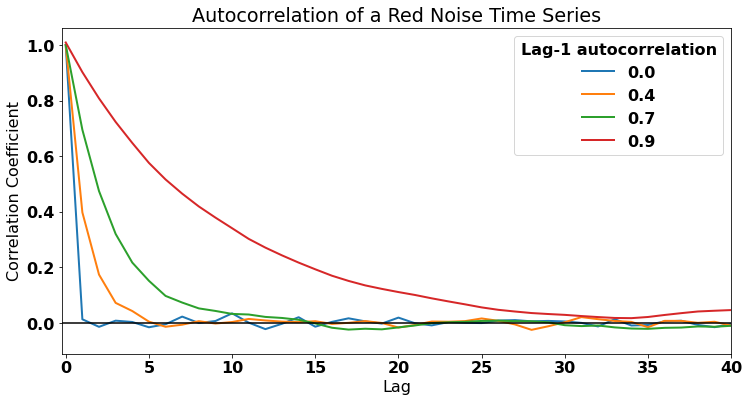 Autocorrelation of a Red Noise Time Series
Correlation Coefficient
1.0
0.8
0.6
0.4
0.2
0.0
Lag-1 autocorrelation
0.0
0.4
0.7
0.9
0 5 10 15 20 25 30 35 40
Lag